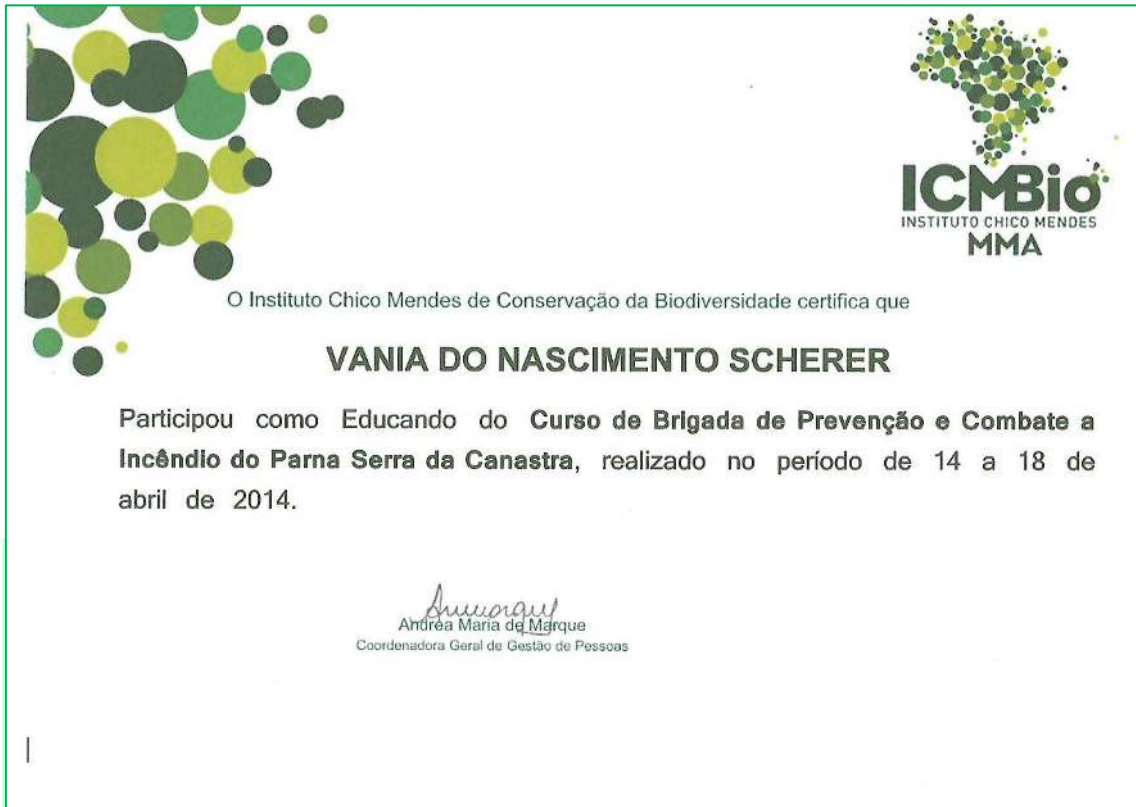 ICMBio
INSTITUTO CHICO MENDES
MMA
O Instituto Chico Mendes de Conservação da Biodiversidade certifica que
VANIA DO NASCIMENTO SCHERER
Participou como Educando do Curso de Brigada de Prevenção e Combate a
Incêndio do Parna Serra da Canastra, realizado no período de 14 a 18 de
abril de 2014.
Andréa Maria de Marque
Coordenadora Geral de Gestão de Pessoas